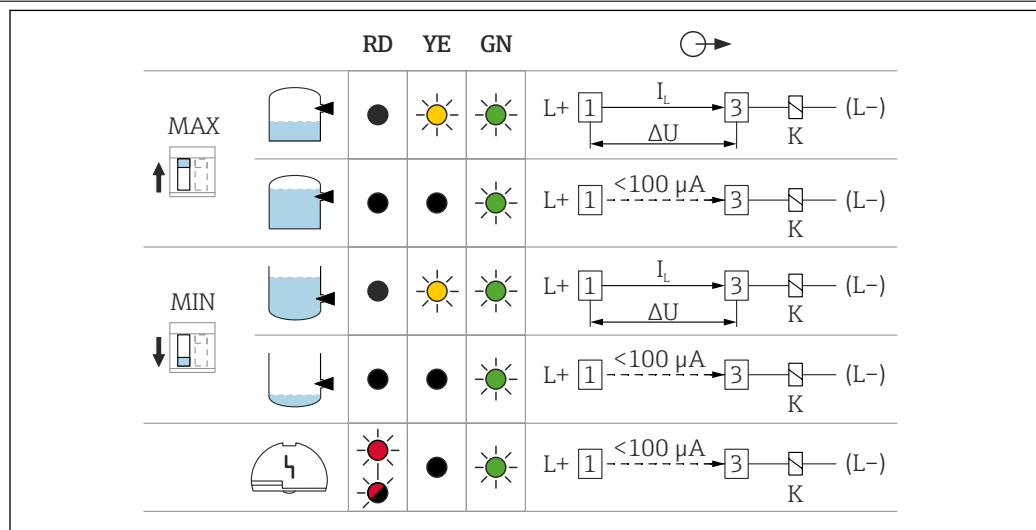 RD YE GN
MAX
L+ 1 I_L 3 (L–)
ΔU K
L+ 1 <100 µA 3 (L–)
K
MIN
L+ 1 I_L 3 (L–)
ΔU K
L+ 1 <100 µA 3 (L–)
K
L+ 1 <100 µA 3 (L–)
K